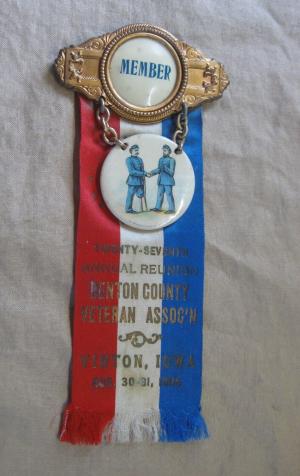 MEMBER
TWENTY-SEVENTH
ANNUAL REUNION
BENTON COUNTY
VETERAN ASSOC'N
VINTON, IOWA
AUG. 30-31,